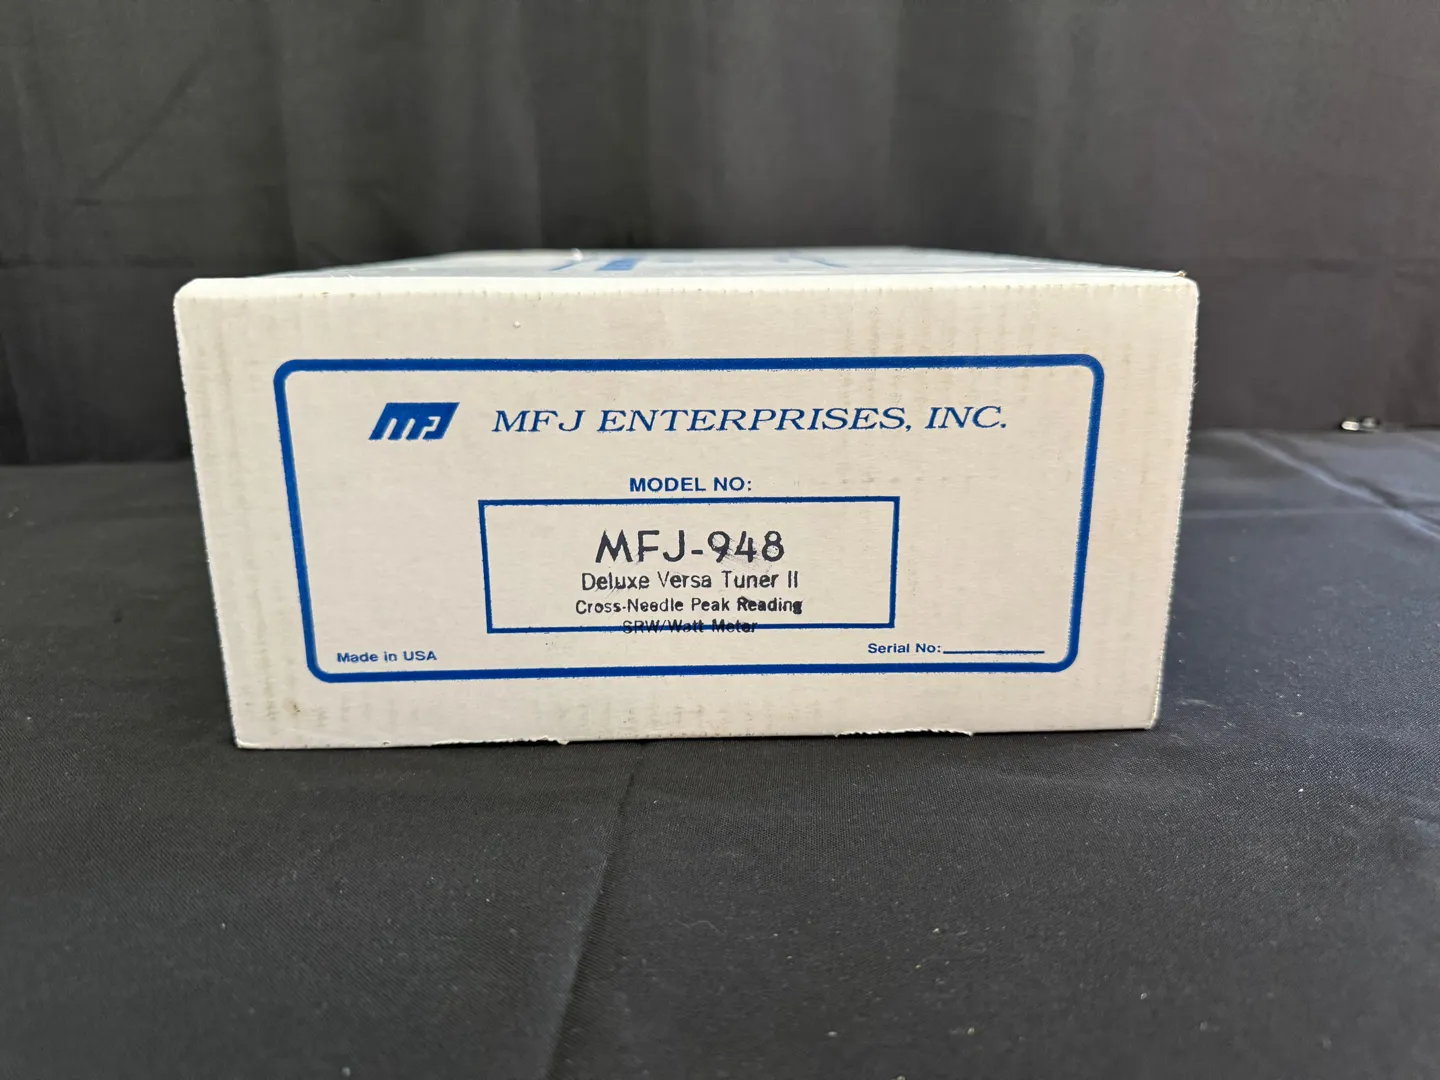 MFJ MFJ ENTERPRISES, INC.
MODEL NO:
MFJ-948
Deluxe Versa Tuner II
Cross-Needle Peak Reading
SRW/Watt Meter
Made in USA
Serial No: